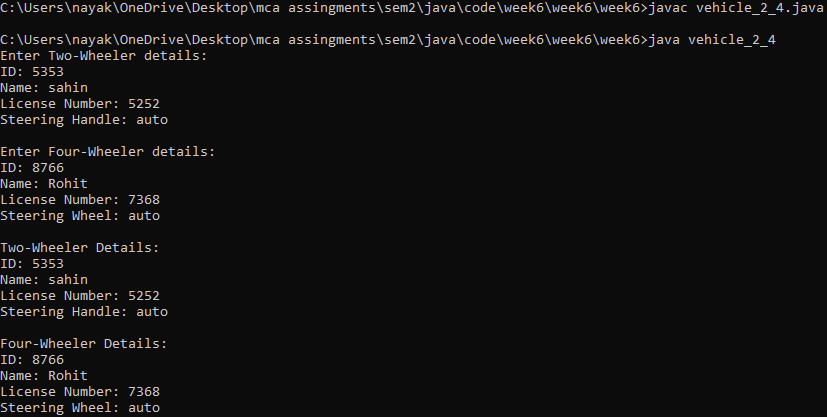 C:\Users\nayak\OneDrive\Desktop\mca assingments\sem2\java\code\week6\week6\week6>javac vehicle_2_4.java
C:\Users\nayak\OneDrive\Desktop\mca assingments\sem2\java\code\week6\week6\week6>java vehicle_2_4
Enter Two-Wheeler details:
ID: 5353
Name: sahin
License Number: 5252
Steering Handle: auto
Enter Four-Wheeler details:
ID: 8766
Name: Rohit
License Number: 7368
Steering Wheel: auto
Two-Wheeler Details:
ID: 5353
Name: sahin
License Number: 5252
Steering Handle: auto
Four-Wheeler Details:
ID: 8766
Name: Rohit
License Number: 7368
Steering Wheel: auto